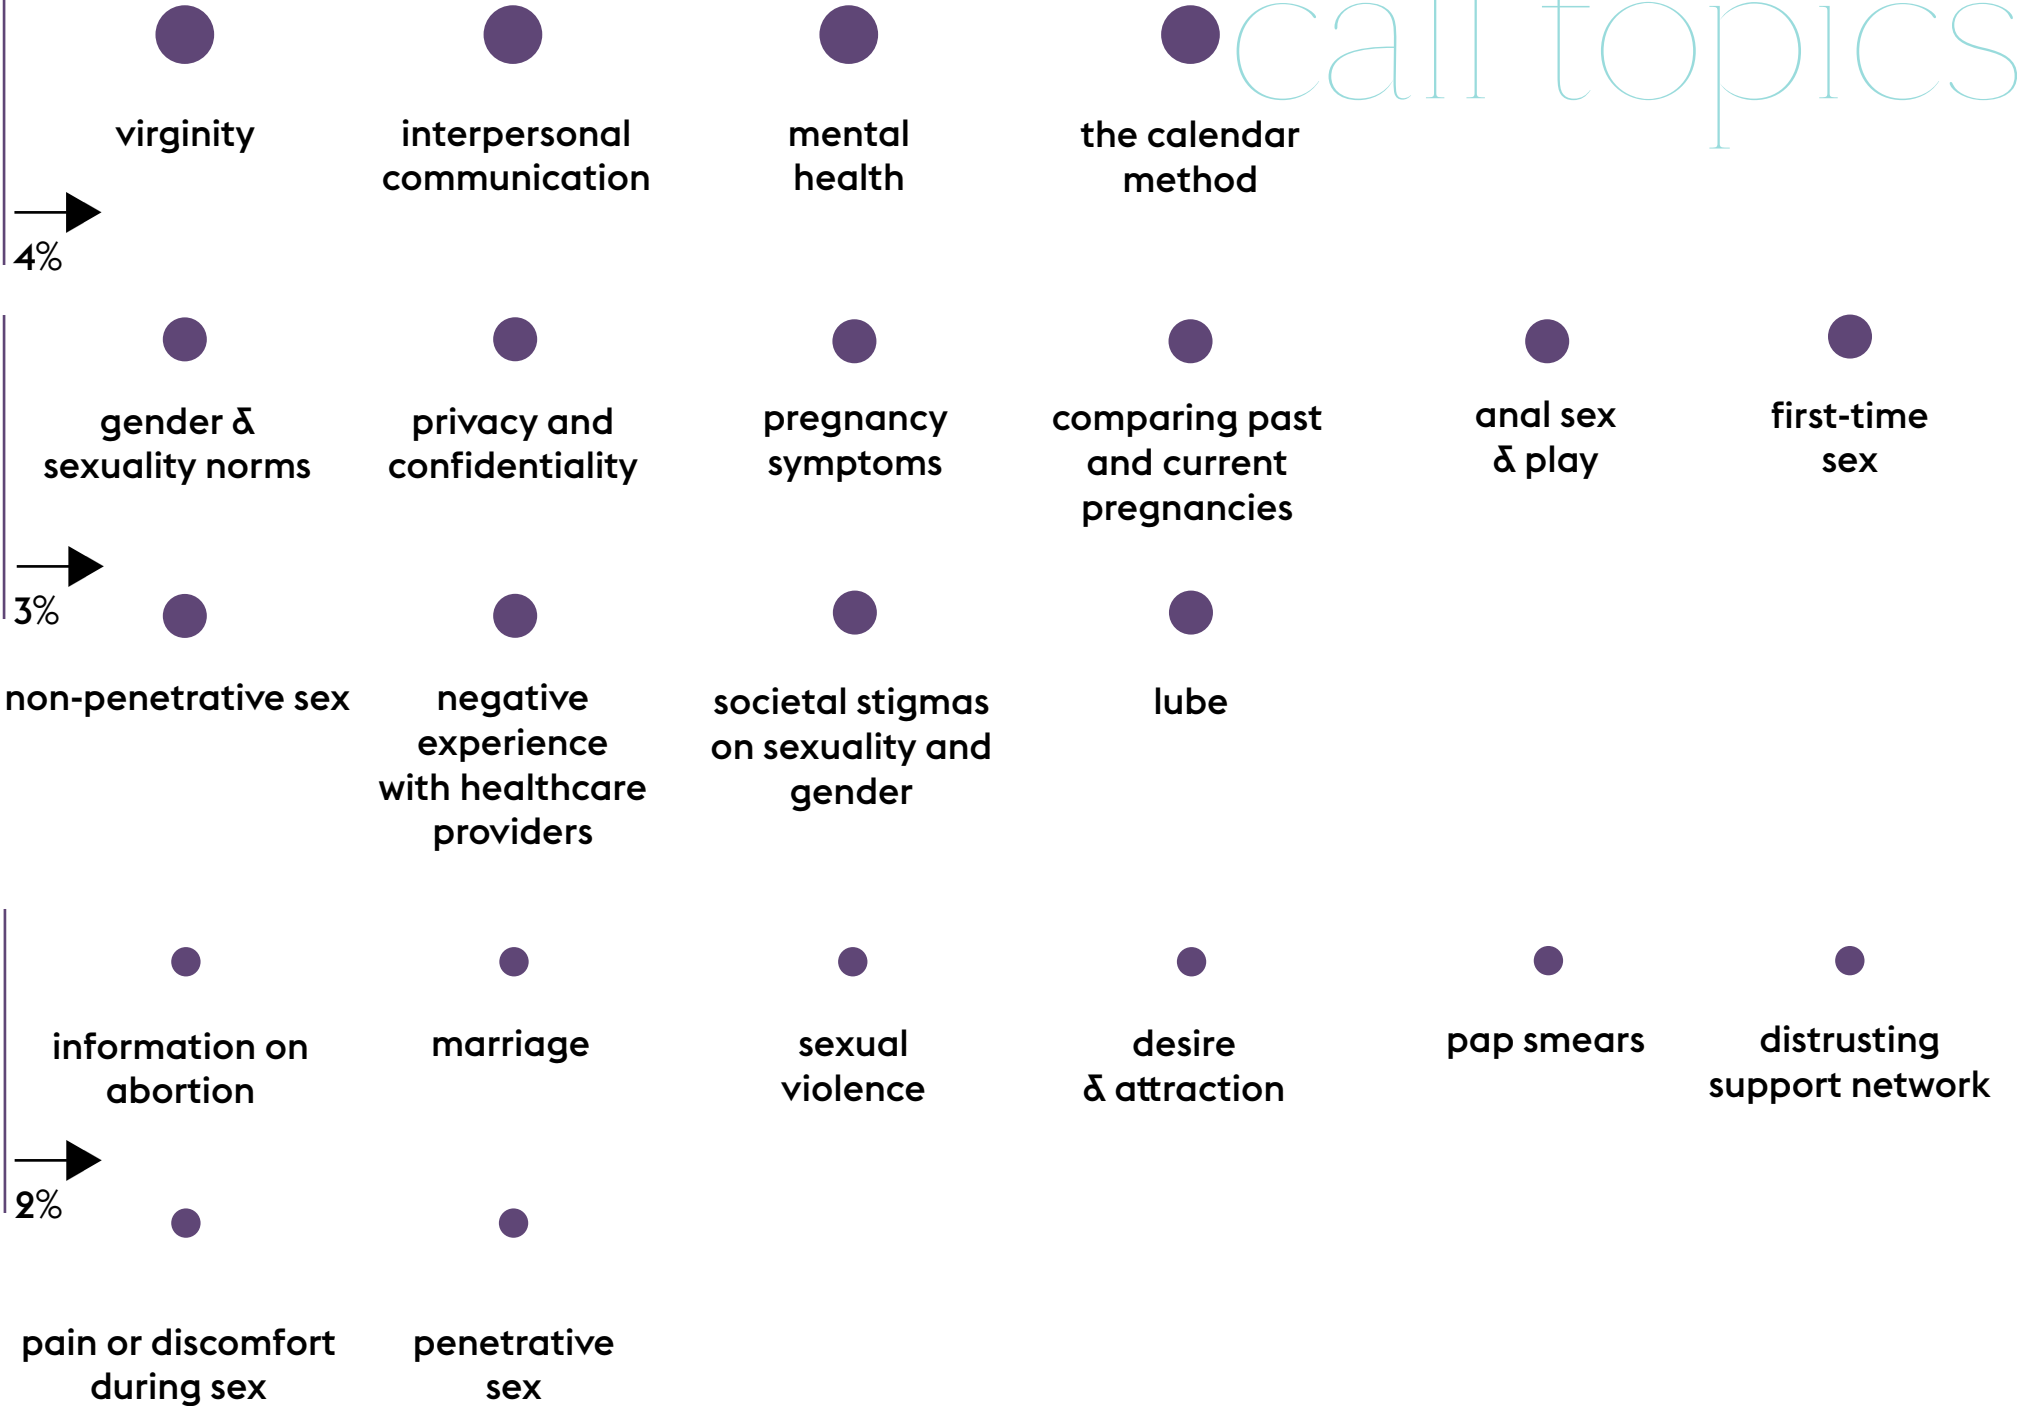 call topics
virginity
interpersonal
communication
mental
health
the calendar
method
4%
gender &
sexuality norms
privacy and
confidentiality
pregnancy
symptoms
comparing past
and current
pregnancies
anal sex
& play
first-time
sex
3%
non-penetrative sex
negative
experience
with healthcare
providers
societal stigmas
on sexuality and
gender
lube
information on
abortion
marriage
sexual
violence
desire
& attraction
pap smears
distrusting
support network
2%
pain or discomfort
during sex
penetrative
sex